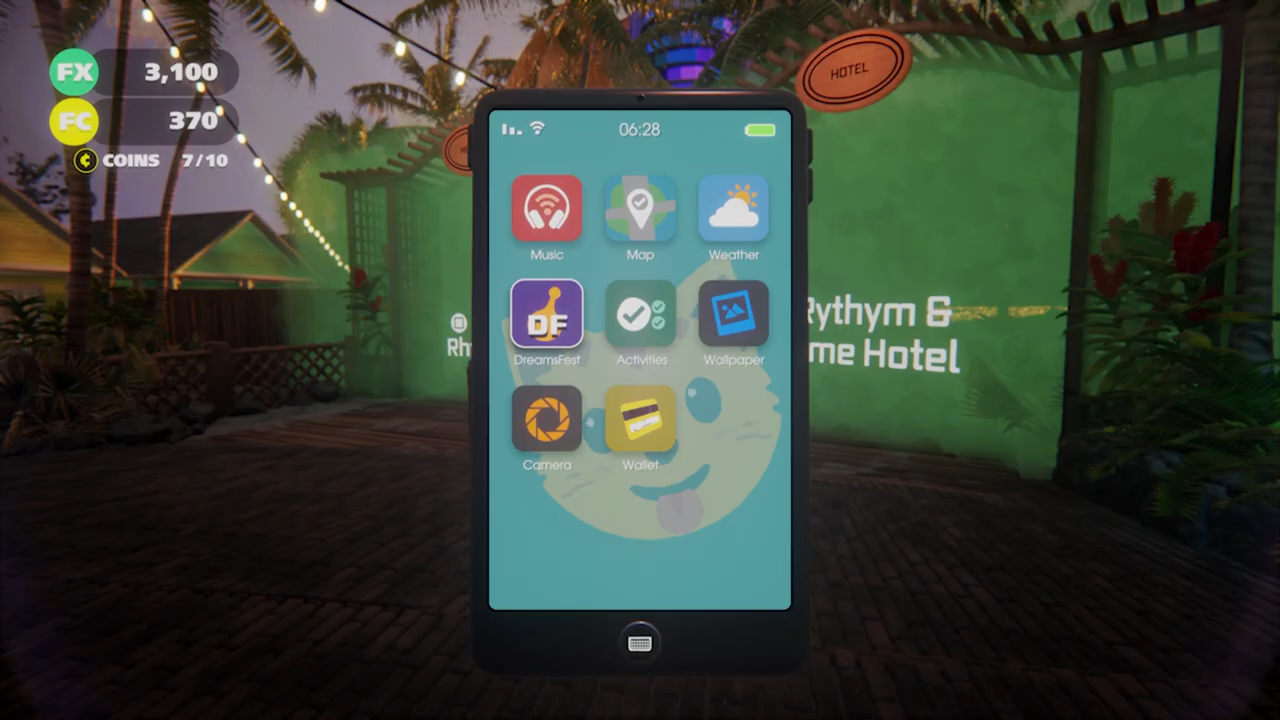 FX 3,100
FC 370
COINS 7/10
HOTEL
06:28
Music Map Weather
DF
DreamsFest Activities Wallpaper
Camera Wallet
Rythym &
me Hotel